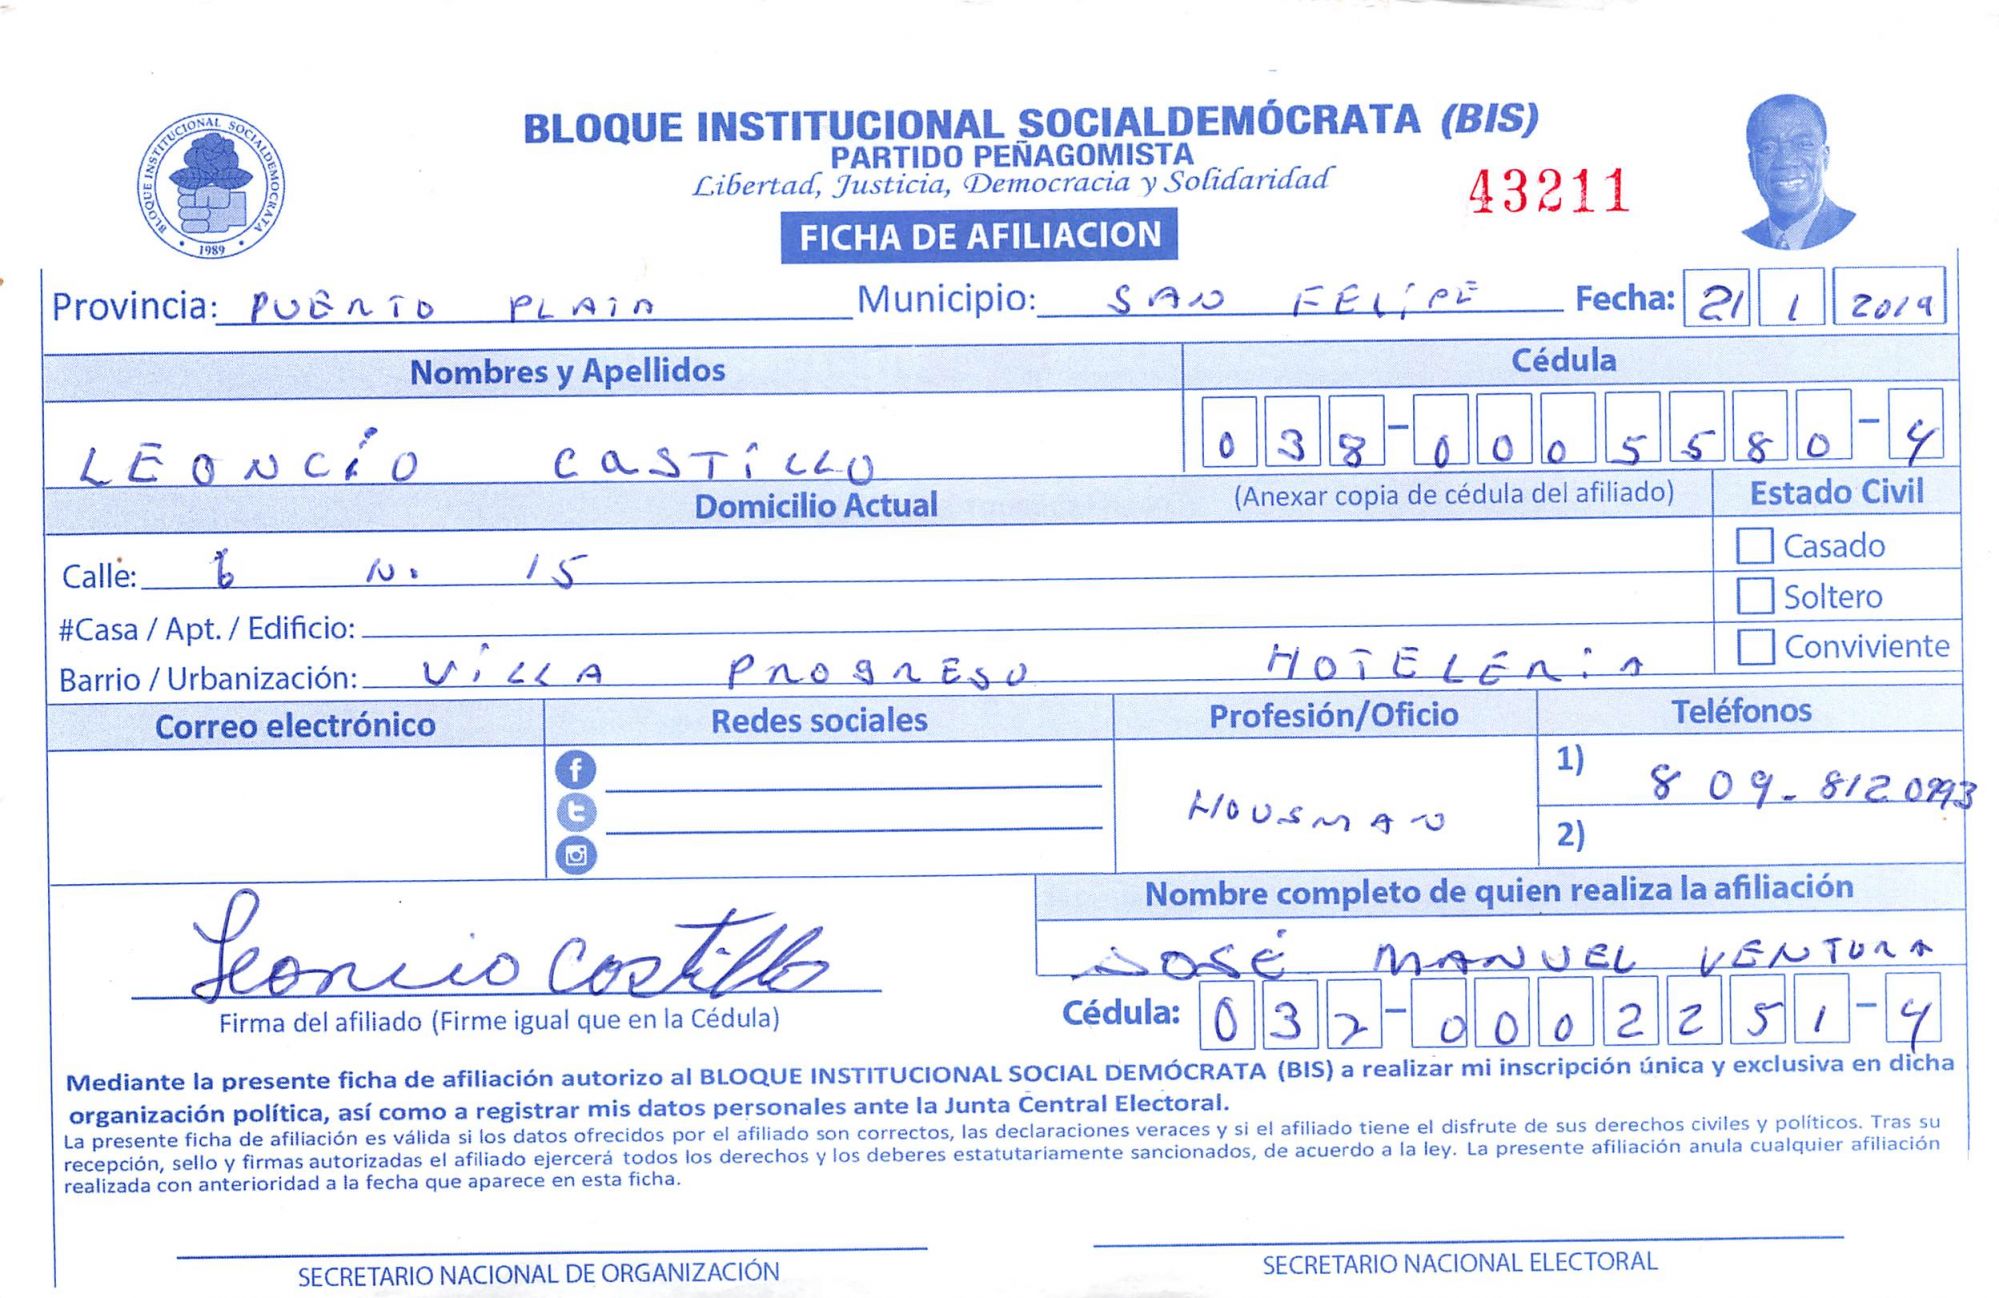 BLOQUE INSTITUCIONAL SOCIALDEMOCRATA
1989
BLOQUE INSTITUCIONAL SOCIALDEMÓCRATA (BIS)
PARTIDO PEÑAGOMISTA
Libertad, Justicia, Democracia y Solidaridad
43211
FICHA DE AFILIACION
Provincia: PUERTO PLATA Municipio: SAN FELIPE Fecha: 21 1 2019
Nombres y Apellidos Cédula
LEONCIO CASTILLO 038-0005580-4
Domicilio Actual (Anexar copia de cédula del afiliado) Estado Civil
Casado
Calle: 6 N. 15
Soltero
#Casa / Apt. / Edificio:
Conviviente
Barrio / Urbanización: VILLA PROGRESO HOTELERIA
Correo electrónico Redes sociales Profesión/Oficio Teléfonos
1) 809-812 0993
HOUSMAN
2)
Nombre completo de quien realiza la afiliación
JOSÉ MANUEL VENTURA
Leoncio Castillo
Firma del afiliado (Firme igual que en la Cédula)
Cédula: 032-0002251-4
Mediante la presente ficha de afiliación autorizo al BLOQUE INSTITUCIONAL SOCIAL DEMÓCRATA (BIS) a realizar mi inscripción única y exclusiva en dicha
organización política, así como a registrar mis datos personales ante la Junta Central Electoral.
La presente ficha de afiliación es válida si los datos ofrecidos por el afiliado son correctos, las declaraciones veraces y si el afiliado tiene el disfrute de sus derechos civiles y políticos. Tras su
recepción, sello y firmas autorizadas el afiliado ejercerá todos los derechos y los deberes estatutariamente sancionados, de acuerdo a la ley. La presente afiliación anula cualquier afiliación
realizada con anterioridad a la fecha que aparece en esta ficha.
SECRETARIO NACIONAL DE ORGANIZACIÓN
SECRETARIO NACIONAL ELECTORAL